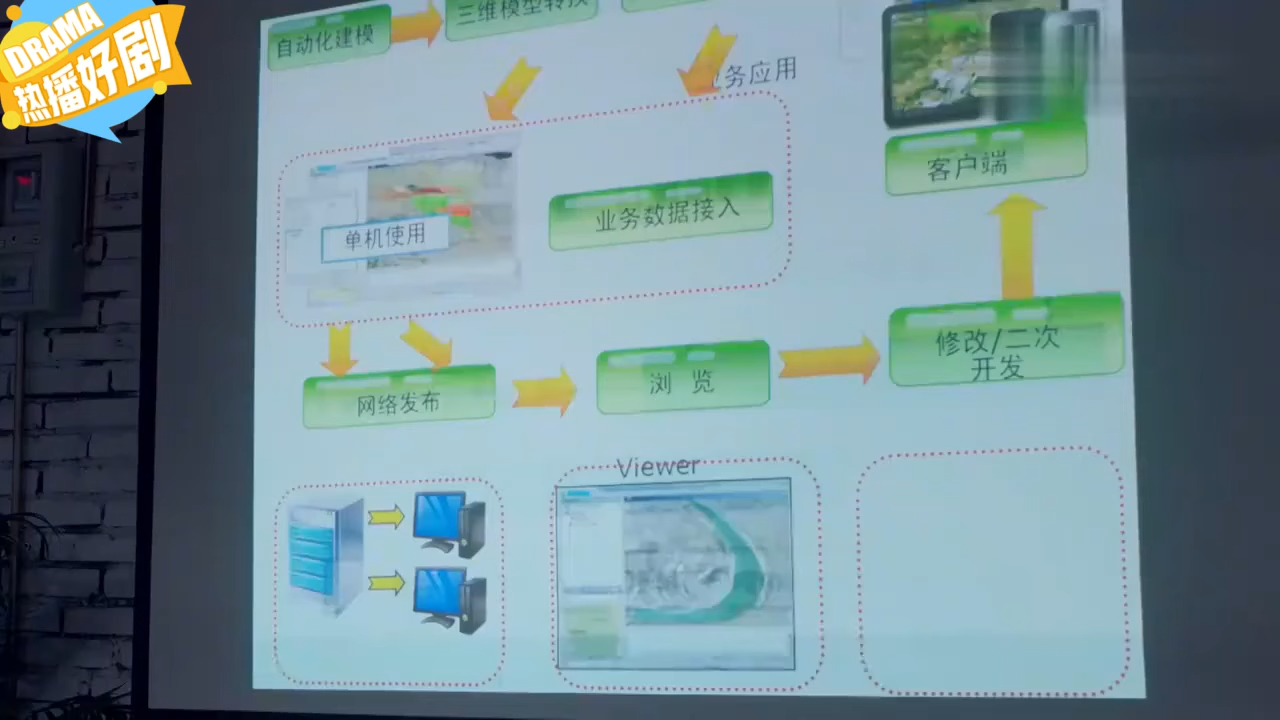 DRAMA
热播好剧
自动化建模
三维模型转换
业务应用
单机使用
业务数据接入
客户端
修改/二次
开发
网络发布
浏 览
Viewer